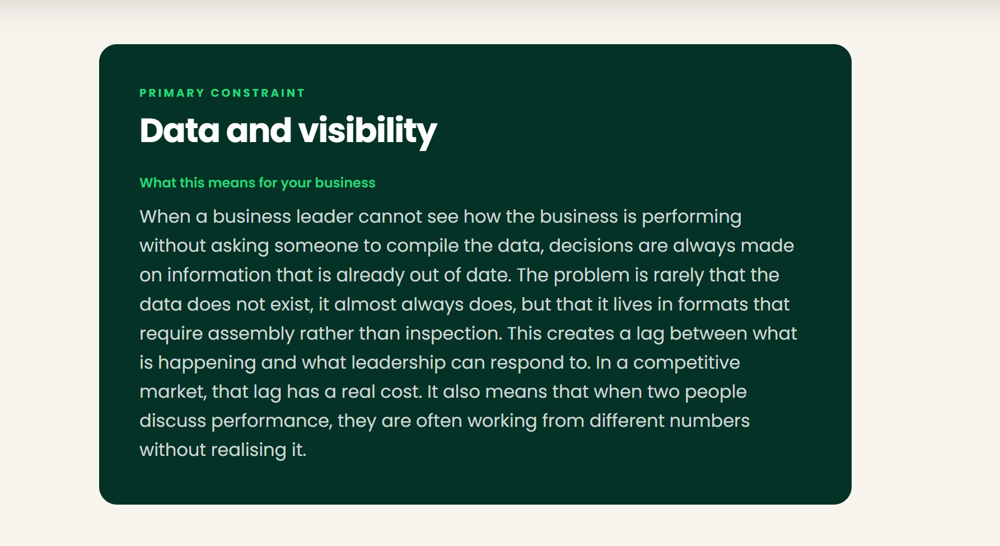 PRIMARY CONSTRAINT
Data and visibility
What this means for your business
When a business leader cannot see how the business is performing
without asking someone to compile the data, decisions are always made
on information that is already out of date. The problem is rarely that the
data does not exist, it almost always does, but that it lives in formats that
require assembly rather than inspection. This creates a lag between what
is happening and what leadership can respond to. In a competitive
market, that lag has a real cost. It also means that when two people
discuss performance, they are often working from different numbers
without realising it.